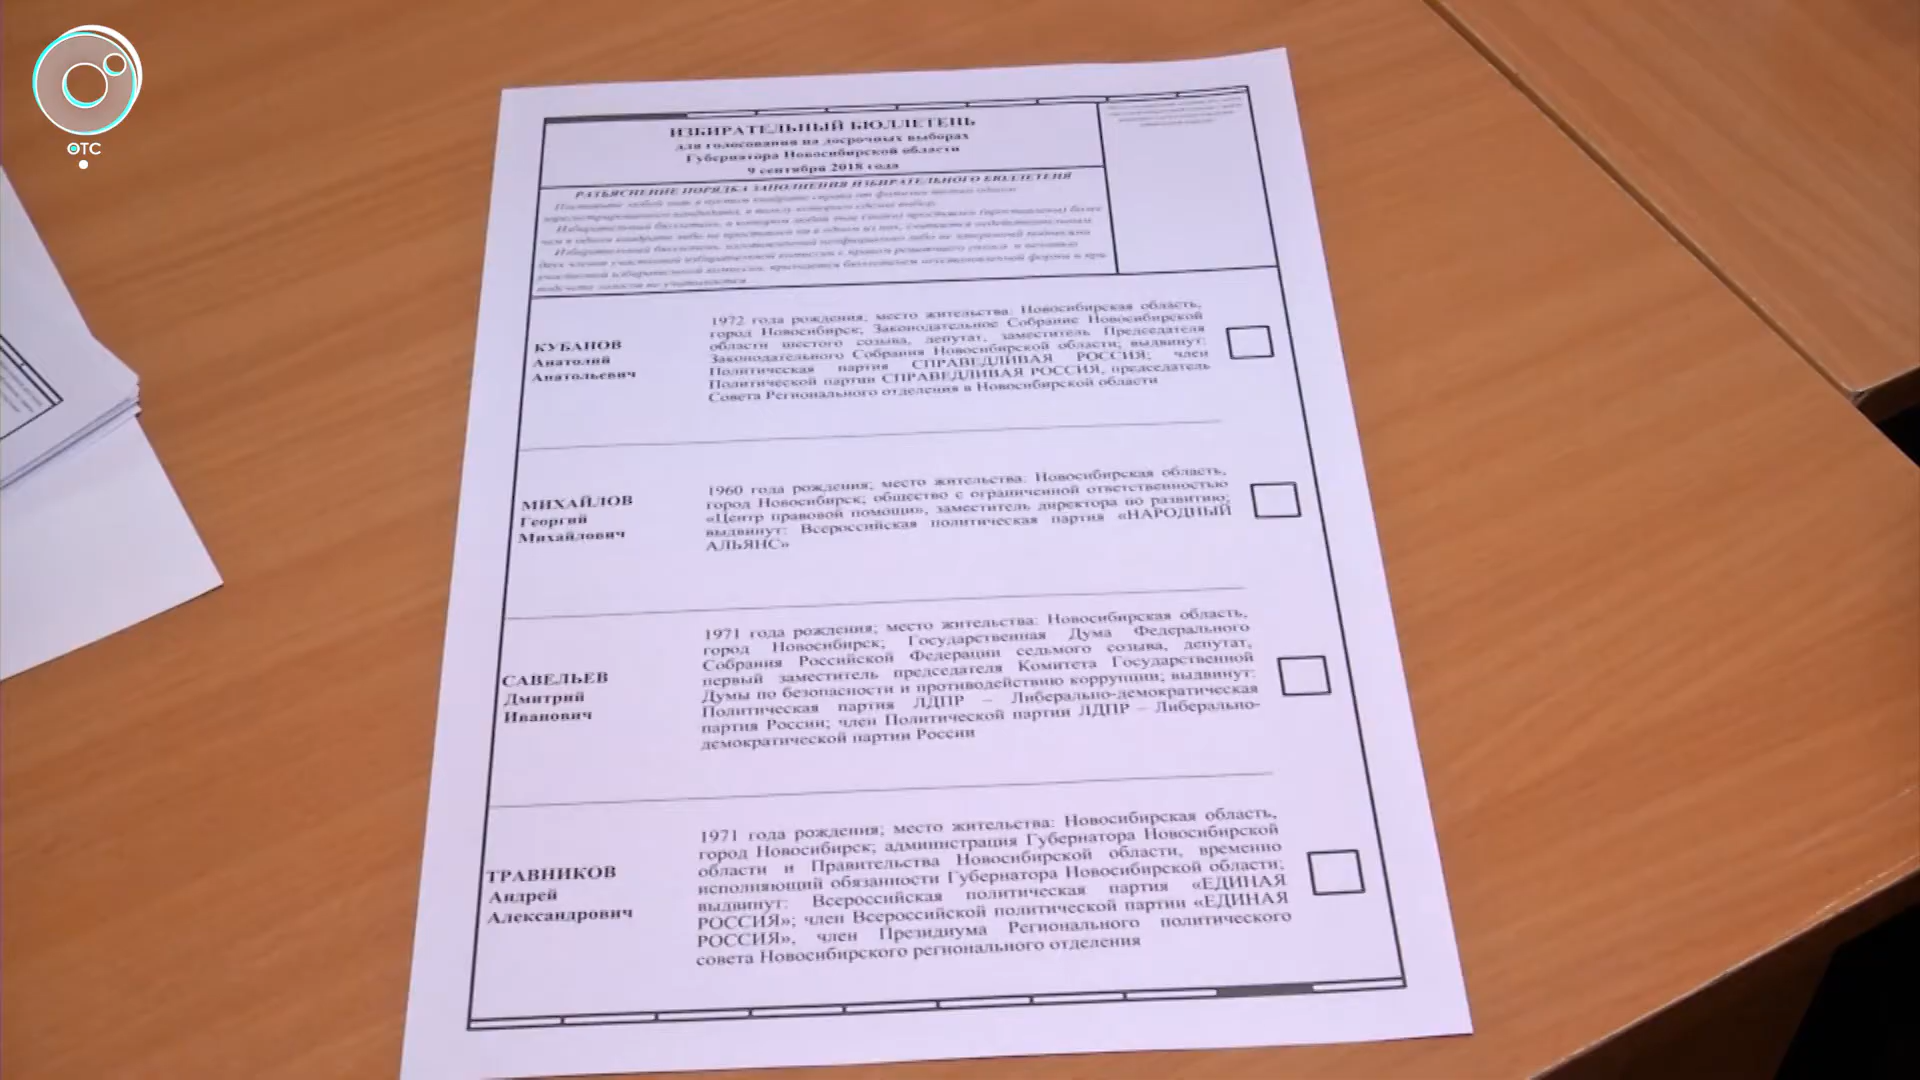 ОТС
ИЗБИРАТЕЛЬНЫЙ БЮЛЛЕТЕНЬ
для голосования на досрочных выборах
Губернатора Новосибирской области
9 сентября 2018 года
РАЗЪЯСНЕНИЕ ПОРЯДКА ЗАПОЛНЕНИЯ ИЗБИРАТЕЛЬНОГО БЮЛЛЕТЕНЯ
КУБАНОВ
Анатолий
Анатольевич
1972 года рождения; место жительства: Новосибирская область,
город Новосибирск; Законодательное Собрание Новосибирской
области шестого созыва, депутат, заместитель Председателя
Законодательного Собрания Новосибирской области; выдвинут:
Политическая партия СПРАВЕДЛИВАЯ РОССИЯ; член
Политической партии СПРАВЕДЛИВАЯ РОССИЯ, председатель
Совета Регионального отделения в Новосибирской области
МИХАЙЛОВ
Георгий
Михайлович
1960 года рождения; место жительства: Новосибирская область,
город Новосибирск; общество с ограниченной ответственностью
«Центр правовой помощи», заместитель директора по развитию;
выдвинут: Всероссийская политическая партия «НАРОДНЫЙ
АЛЬЯНС»
САВЕЛЬЕВ
Дмитрий
Иванович
1971 года рождения; место жительства: Новосибирская область,
город Новосибирск; Государственная Дума Федерального
Собрания Российской Федерации седьмого созыва, депутат,
первый заместитель председателя Комитета Государственной
Думы по безопасности и противодействию коррупции; выдвинут:
Политическая партия ЛДПР – Либерально-демократическая
партия России; член Политической партии ЛДПР – Либерально-
демократической партии России
ТРАВНИКОВ
Андрей
Александрович
1971 года рождения; место жительства: Новосибирская область,
город Новосибирск; администрация Губернатора Новосибирской
области и Правительства Новосибирской области, временно
исполняющий обязанности Губернатора Новосибирской области;
выдвинут: Всероссийская политическая партия «ЕДИНАЯ
РОССИЯ»; член Всероссийской политической партии «ЕДИНАЯ
РОССИЯ», член Президиума Регионального политического
совета Новосибирского регионального отделения